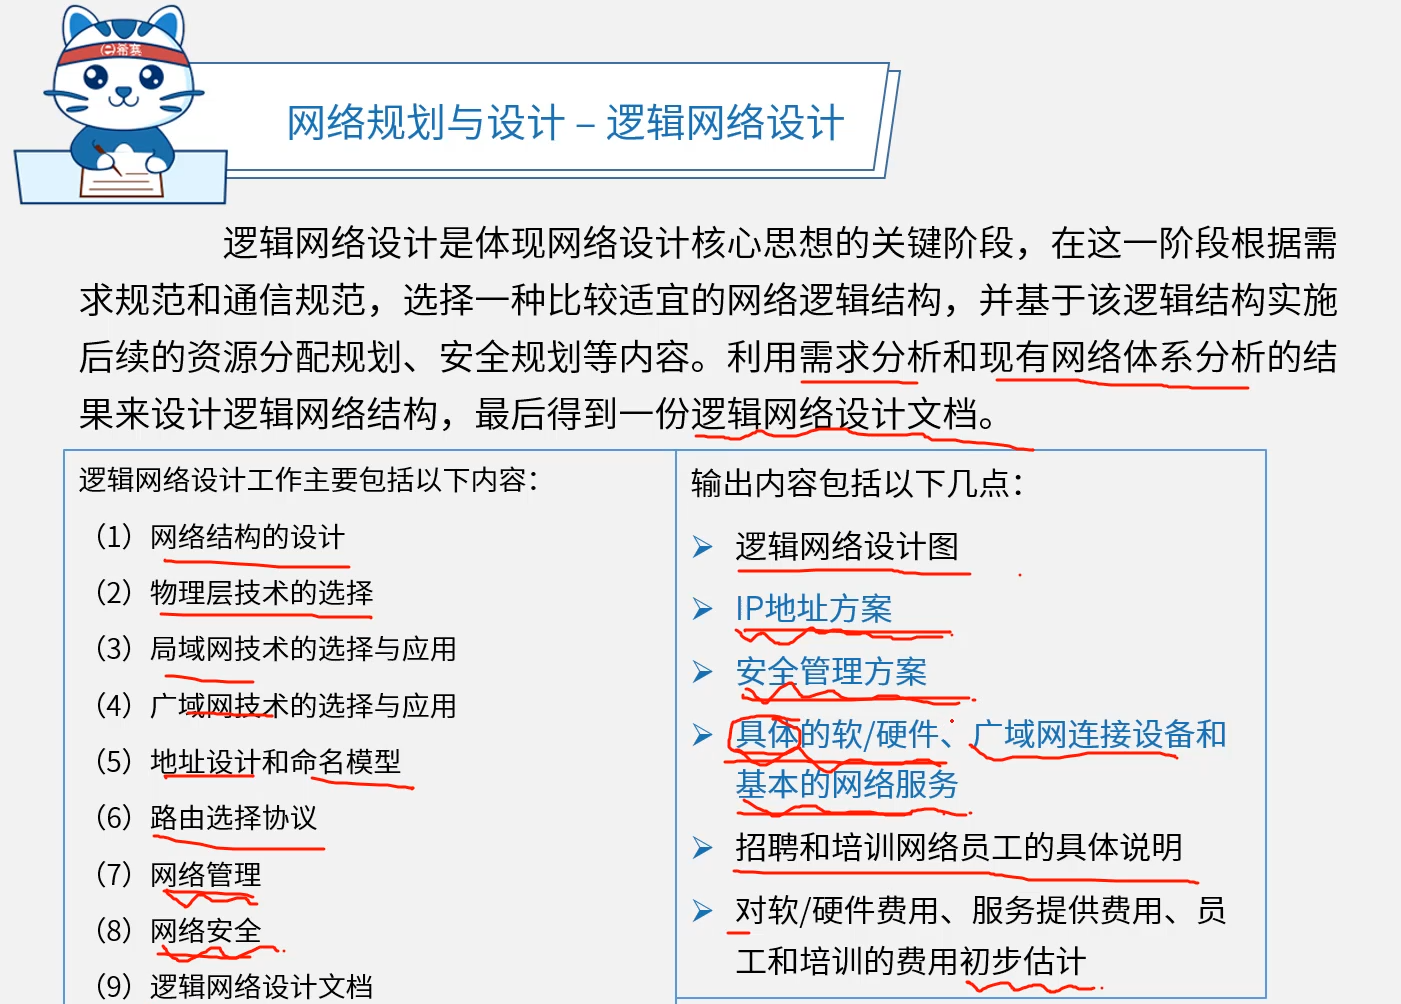 希赛
网络规划与设计 – 逻辑网络设计
逻辑网络设计是体现网络设计核心思想的关键阶段，在这一阶段根据需
求规范和通信规范，选择一种比较适宜的网络逻辑结构，并基于该逻辑结构实施
后续的资源分配规划、安全规划等内容。利用需求分析和现有网络体系分析的结
果来设计逻辑网络结构，最后得到一份逻辑网络设计文档。
逻辑网络设计工作主要包括以下内容：
（1）网络结构的设计
（2）物理层技术的选择
（3）局域网技术的选择与应用
（4）广域网技术的选择与应用
（5）地址设计和命名模型
（6）路由选择协议
（7）网络管理
（8）网络安全
（9）逻辑网络设计文档
输出内容包括以下几点：
➢ 逻辑网络设计图
➢ IP地址方案
➢ 安全管理方案
➢ 具体的软/硬件、广域网连接设备和
基本的网络服务
➢ 招聘和培训网络员工的具体说明
➢ 对软/硬件费用、服务提供费用、员
工和培训的费用初步估计